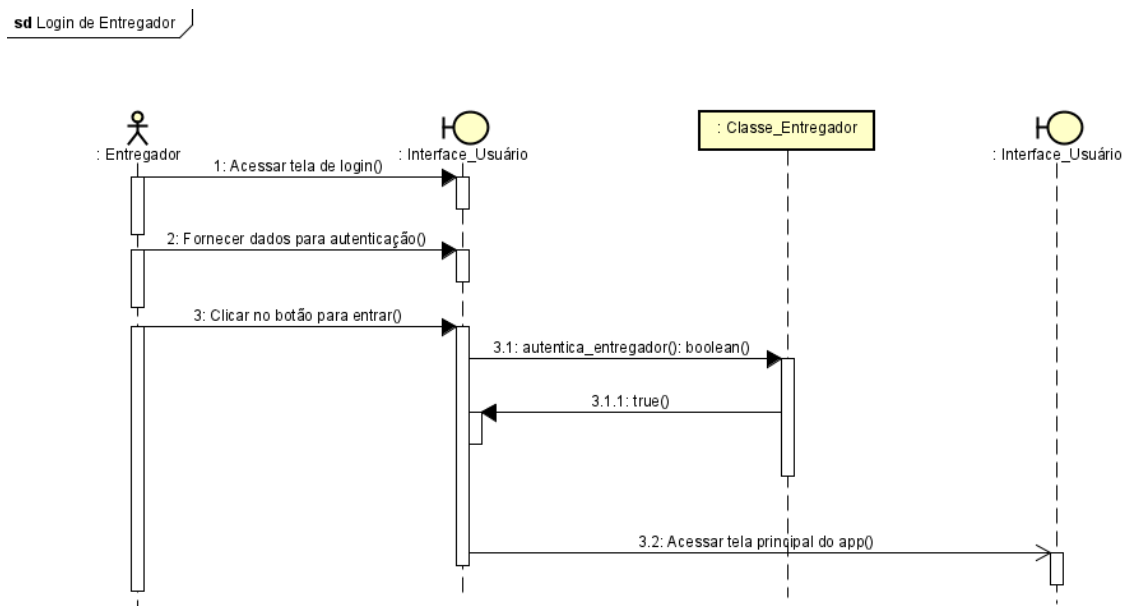 sd Login de Entregador
: Entregador
: Interface_Usuário
: Classe_Entregador
: Interface_Usuário
1: Acessar tela de login()
2: Fornecer dados para autenticação()
3: Clicar no botão para entrar()
3.1: autentica_entregador(): boolean()
3.1.1: true()
3.2: Acessar tela principal do app()